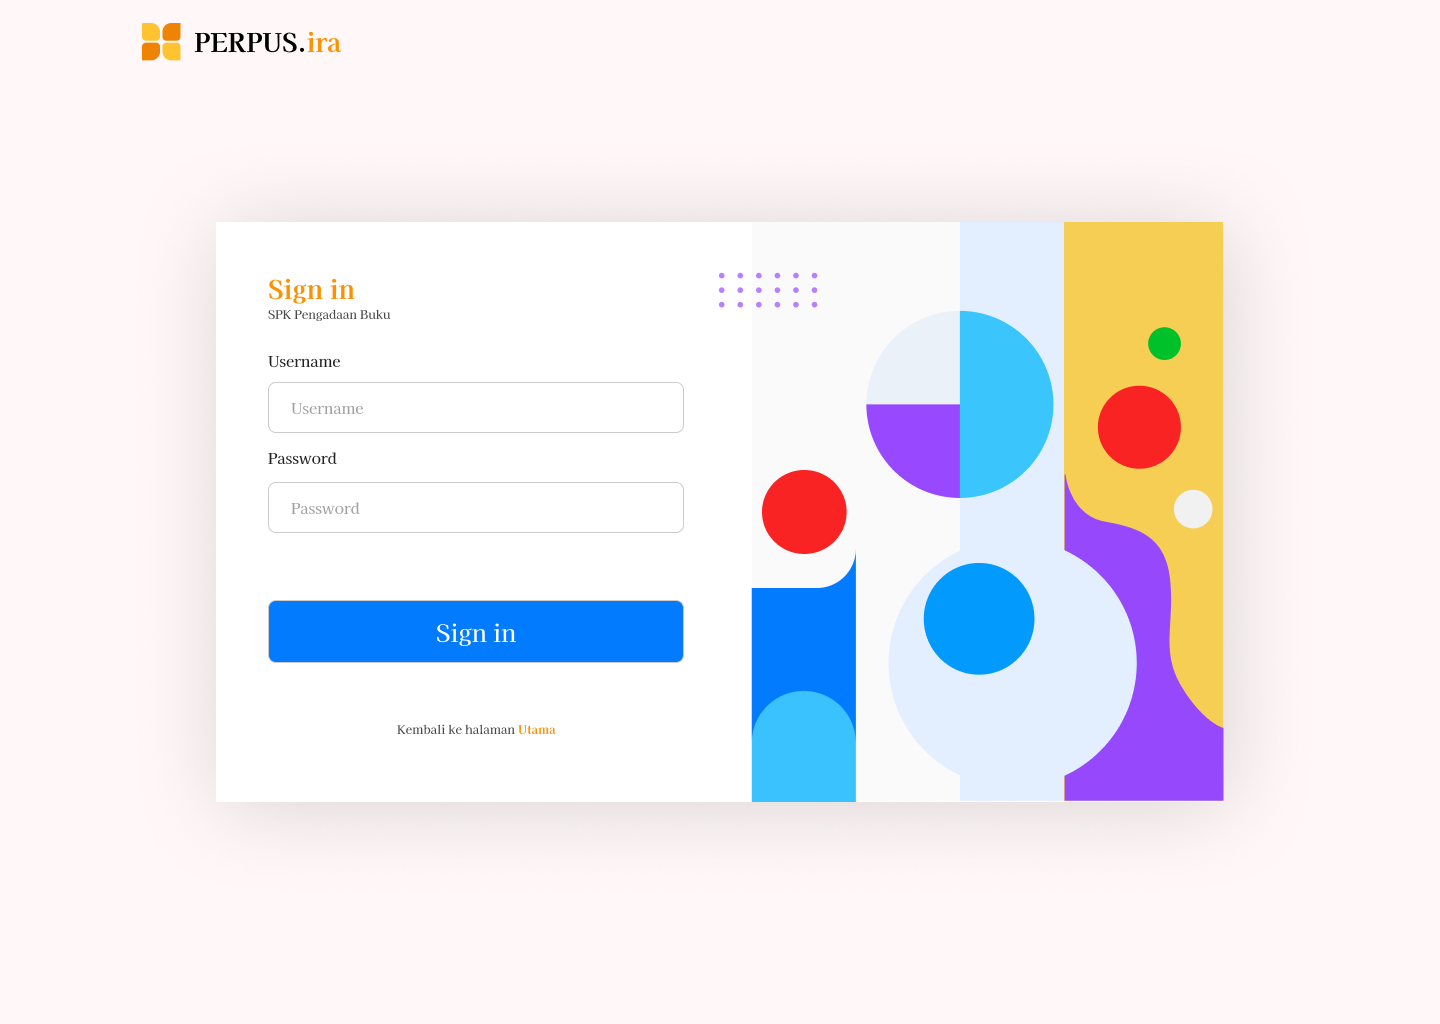 PERPUS.ira
Sign in
SPK Pengadaan Buku
Username
Username
Password
Password
Sign in
Kembali ke halaman Utama